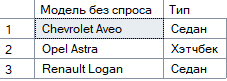 Модель без спроса Тип
1 Chevrolet Aveo Седан
2 Opel Astra Хэтчбек
3 Renault Logan Седан